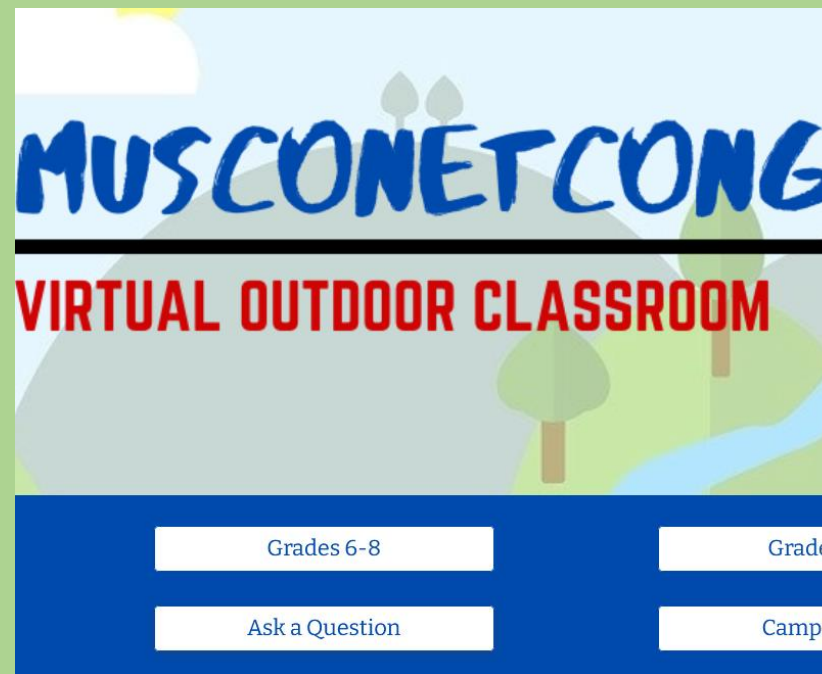 MUSCONETCONG
VIRTUAL OUTDOOR CLASSROOM
Grades 6-8
Ask a Question